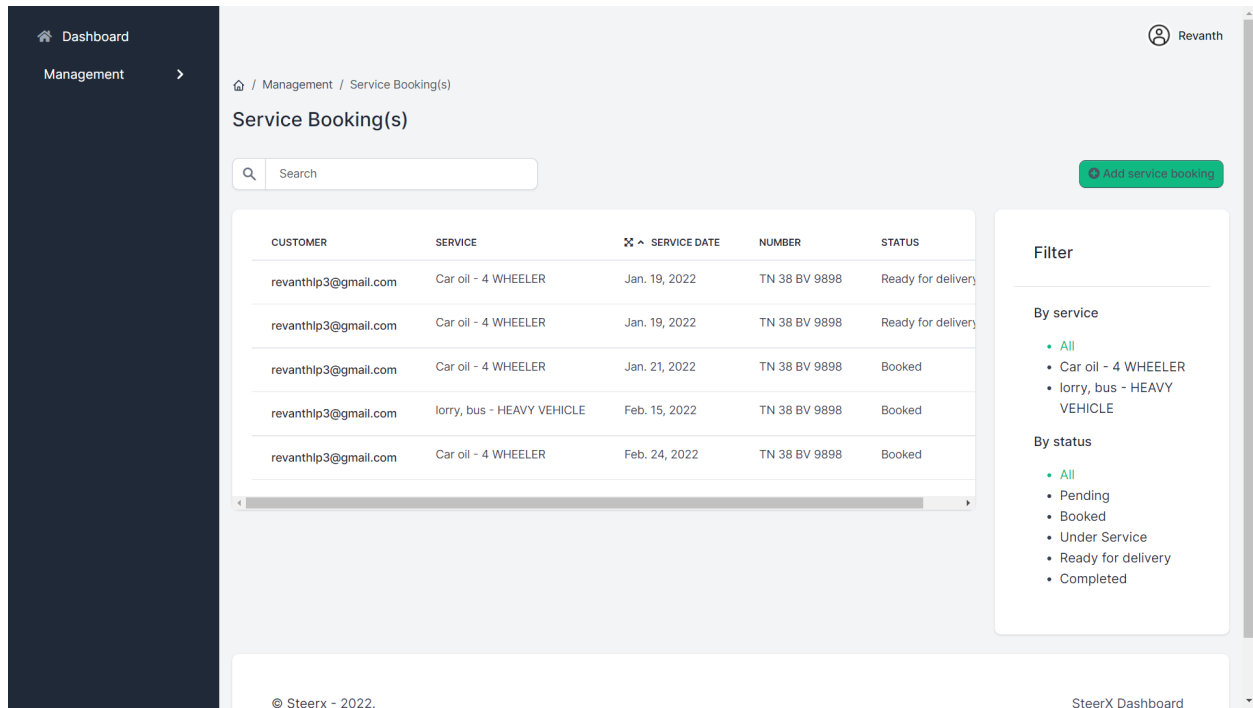 Dashboard
Revanth
Management
/ Management / Service Booking(s)
Service Booking(s)
Search
Add service booking
CUSTOMER SERVICE SERVICE DATE NUMBER STATUS
revanthlp3@gmail.com Car oil - 4 WHEELER Jan. 19, 2022 TN 38 BV 9898 Ready for delivery
revanthlp3@gmail.com Car oil - 4 WHEELER Jan. 19, 2022 TN 38 BV 9898 Ready for delivery
revanthlp3@gmail.com Car oil - 4 WHEELER Jan. 21, 2022 TN 38 BV 9898 Booked
revanthlp3@gmail.com lorry, bus - HEAVY VEHICLE Feb. 15, 2022 TN 38 BV 9898 Booked
revanthlp3@gmail.com Car oil - 4 WHEELER Feb. 24, 2022 TN 38 BV 9898 Booked
Filter
By service
• All
• Car oil - 4 WHEELER
• lorry, bus - HEAVY
VEHICLE
By status
• All
• Pending
• Booked
• Under Service
• Ready for delivery
• Completed
© Steerx - 2022.
SteerX Dashboard